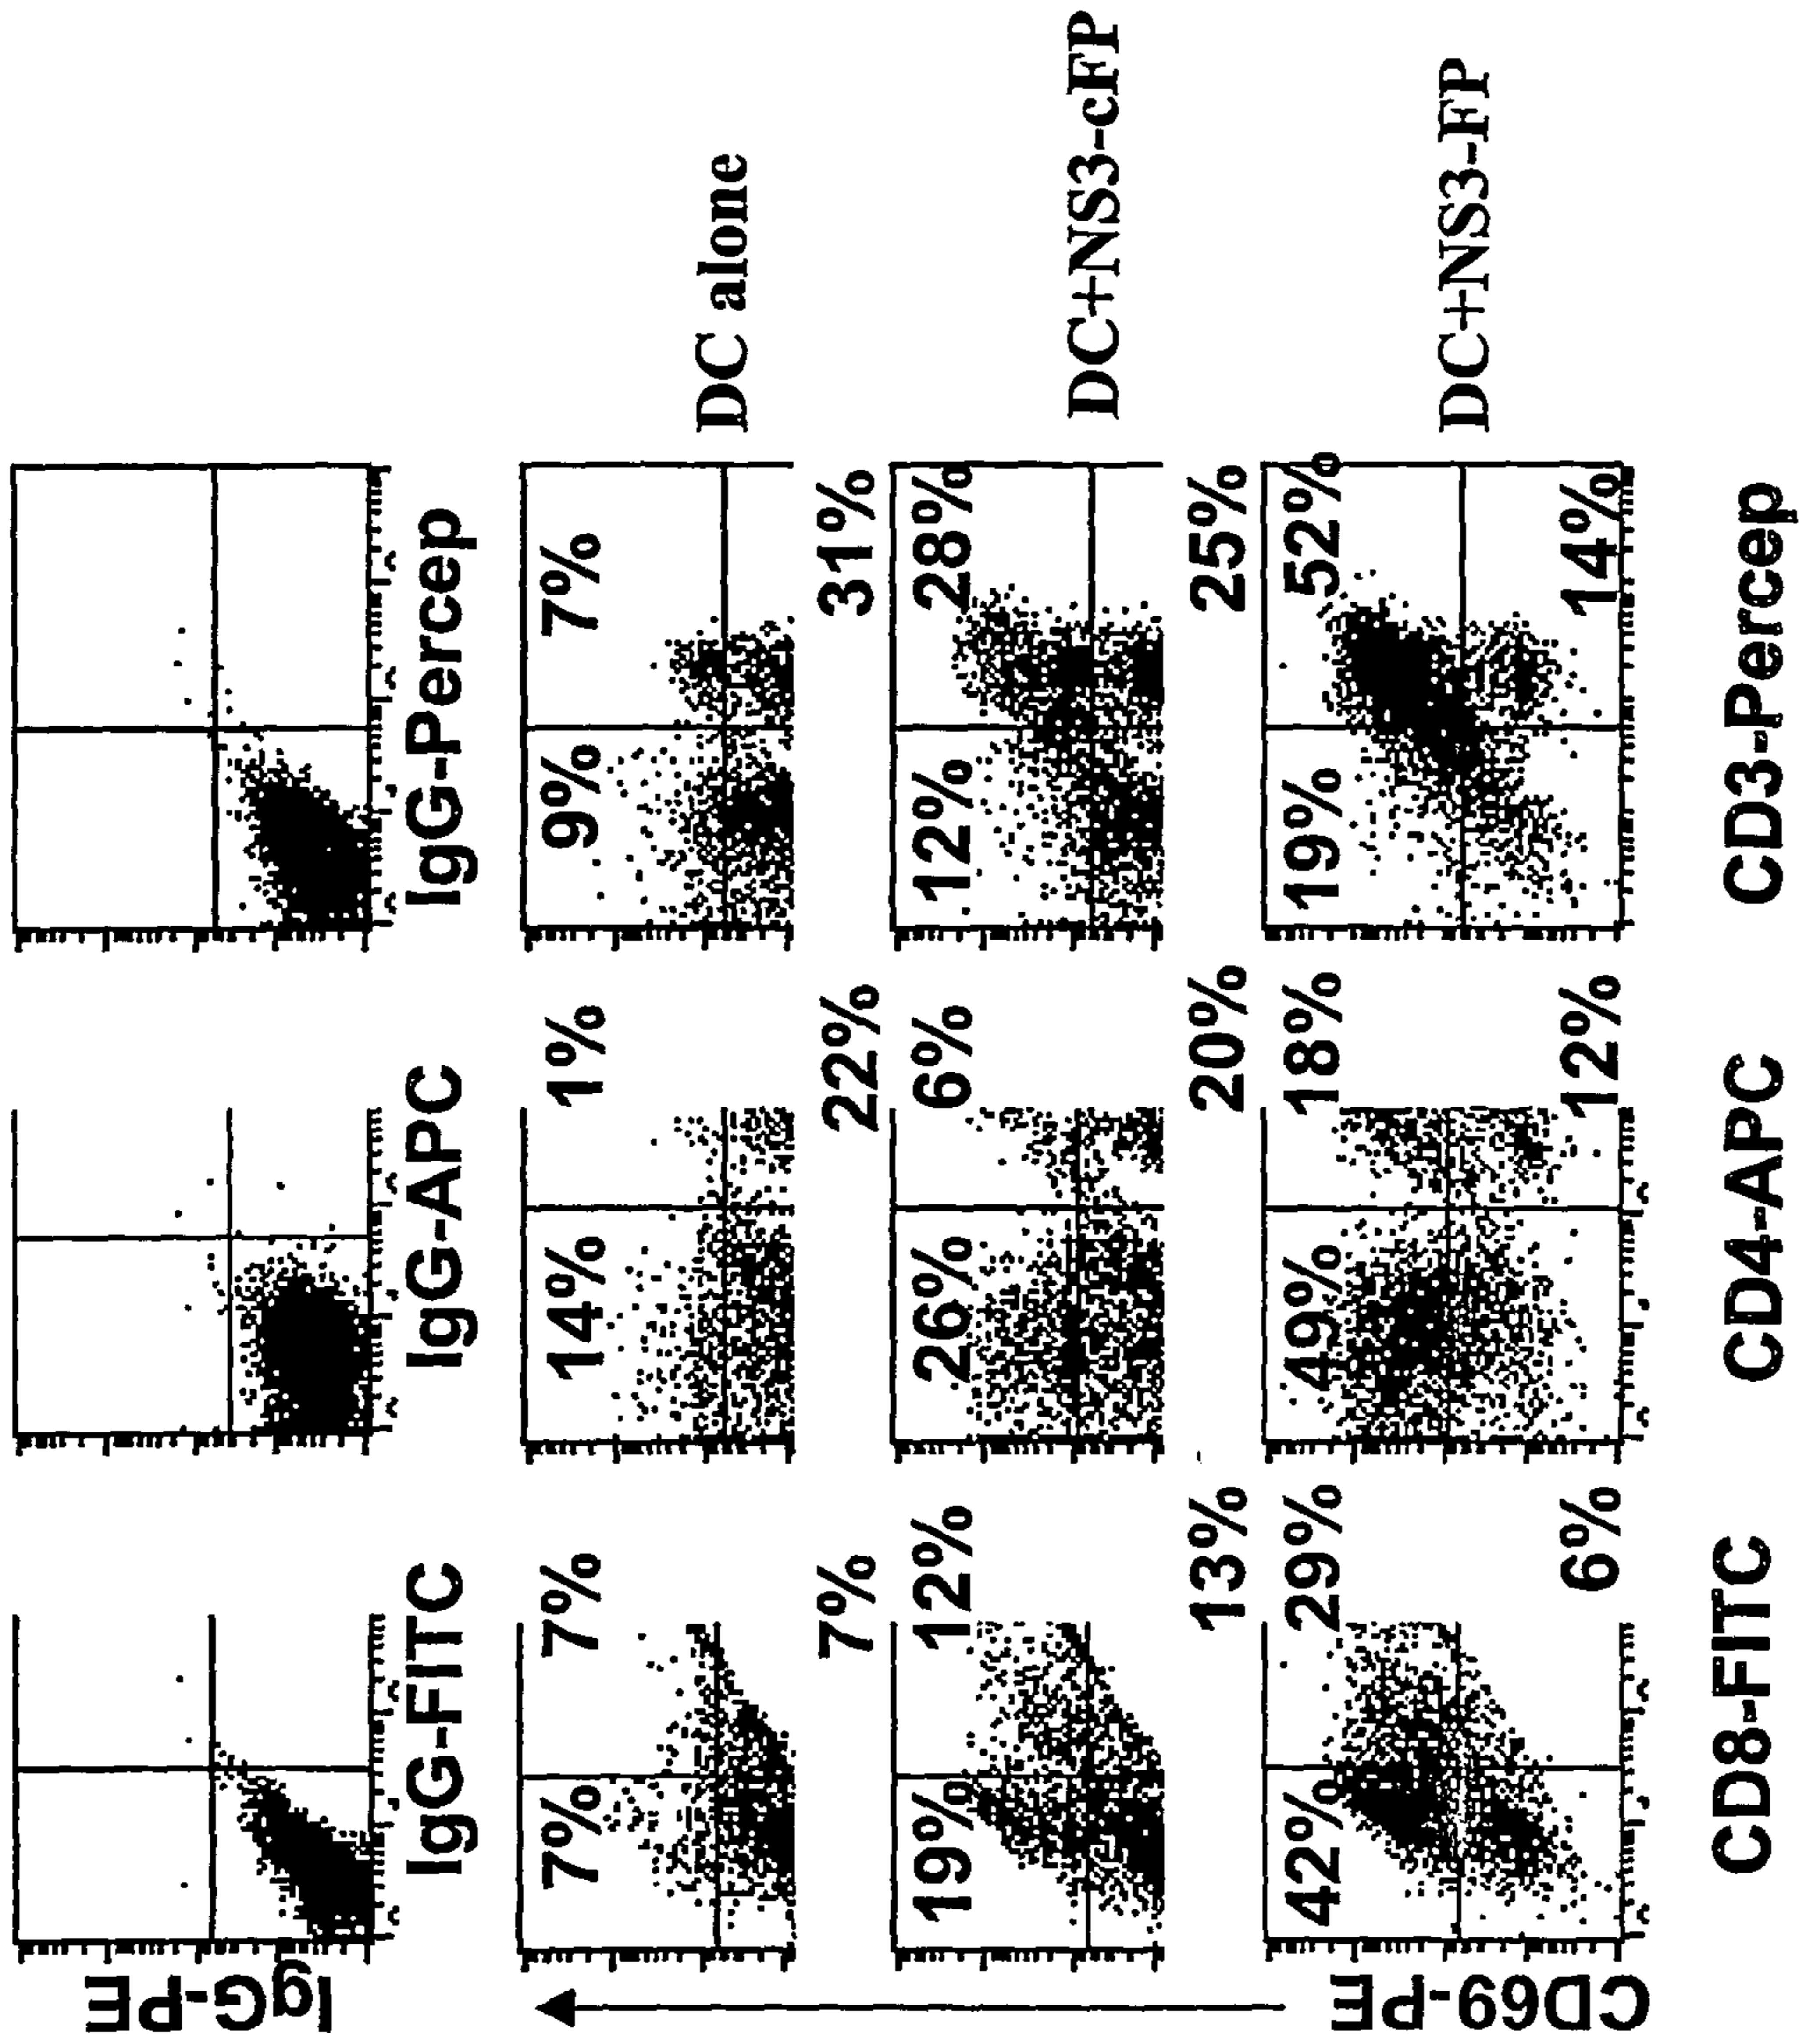 IgG-PE
IgG-FITC
IgG-APC
IgG-Percep
7%
7%
7%
14%
1%
22%
9%
7%
31%
DC alone
19%
12%
13%
26%
6%
20%
12%
28%
25%
DC+NS3-cFP
42%
29%
6%
49%
18%
12%
19%
52%
14%
DC+NS3-FP
CD69-PE
CD8-FITC
CD4-APC
CD3-Percep